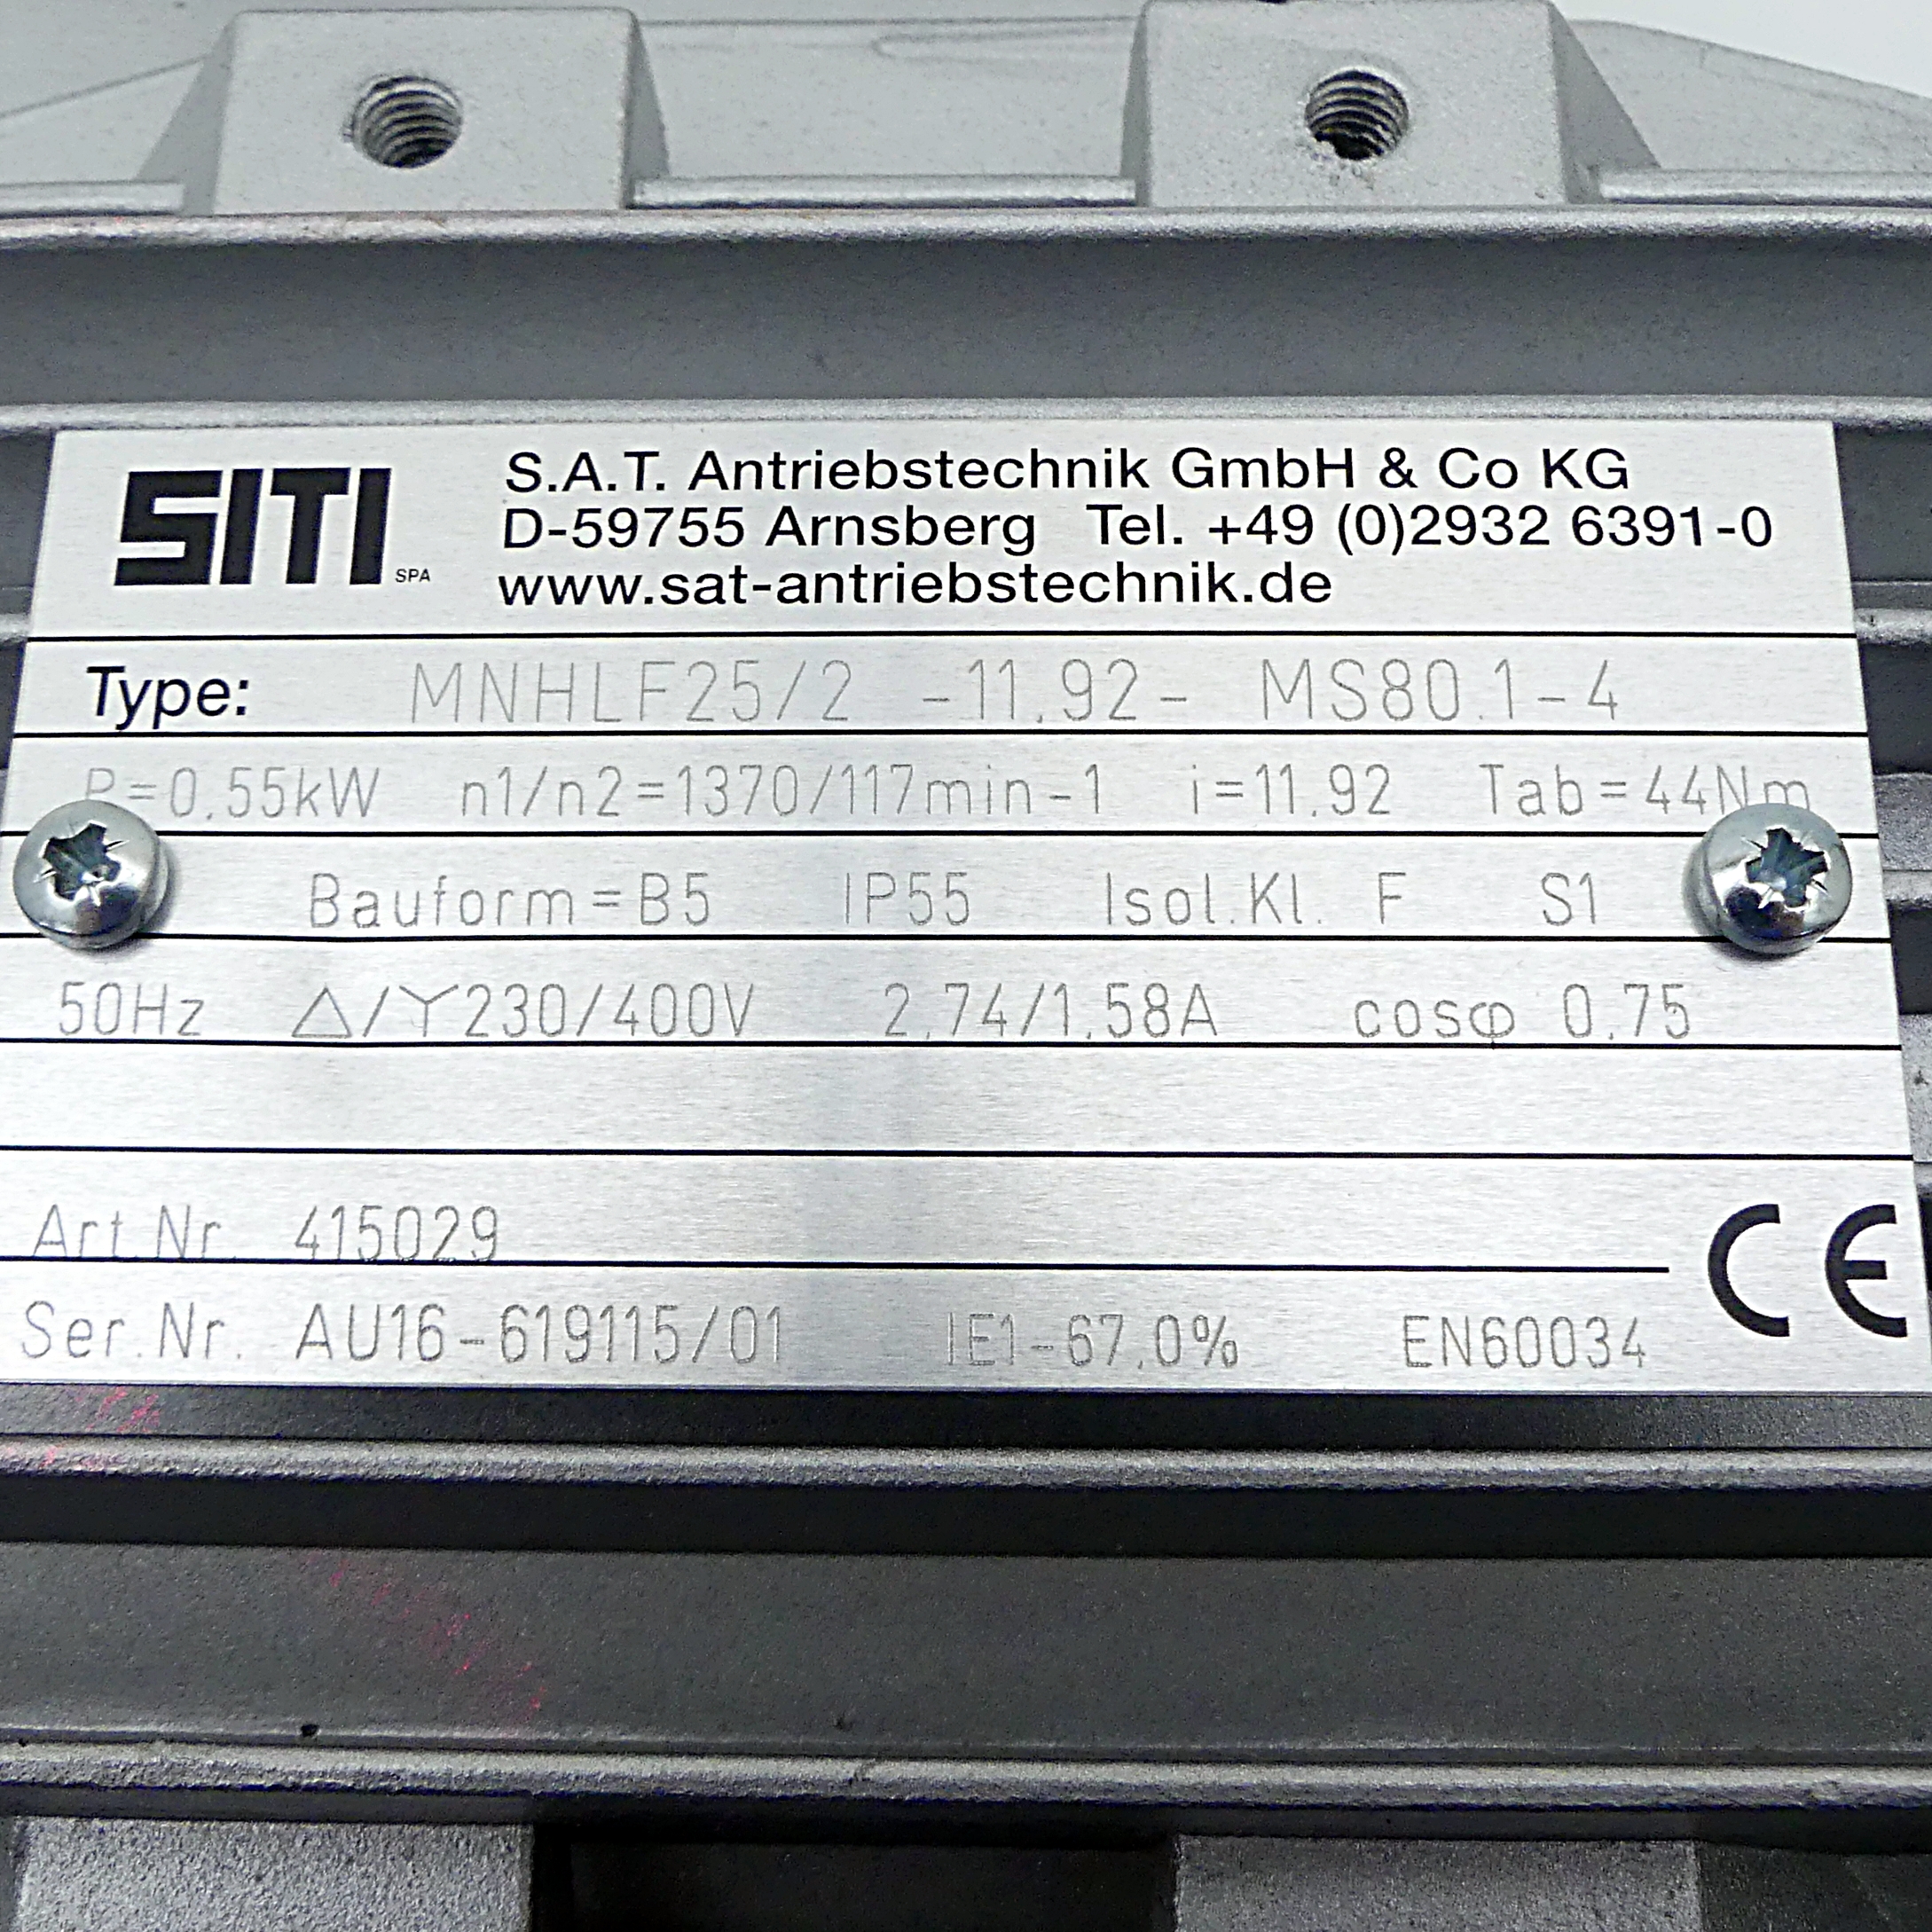 SITI SPA
S.A.T. Antriebstechnik GmbH & Co KG
D-59755 Arnsberg Tel. +49 (0)2932 6391-0
www.sat-antriebstechnik.de
Type: MNHLF25/2 -11.92- MS80.1-4
P=0.55kW n1/n2=1370/117min-1 i=11.92 Tab=44Nm
Bauform=B5 IP55 Isol.Kl. F S1
50Hz △/Y230/400V 2.74/1.58A cosφ 0.75
Art.Nr. 415029
Ser.Nr. AU16-619115/01 IE1-67.0% EN60034
CE